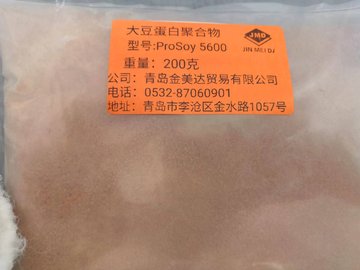 大豆蛋白聚合物
型号:ProSoy 5600
JMD
JIN MEI DJ
重量：200克
公司：青岛金美达贸易有限公司
电话：0532-87060901
地址：青岛市李沧区金水路1057号